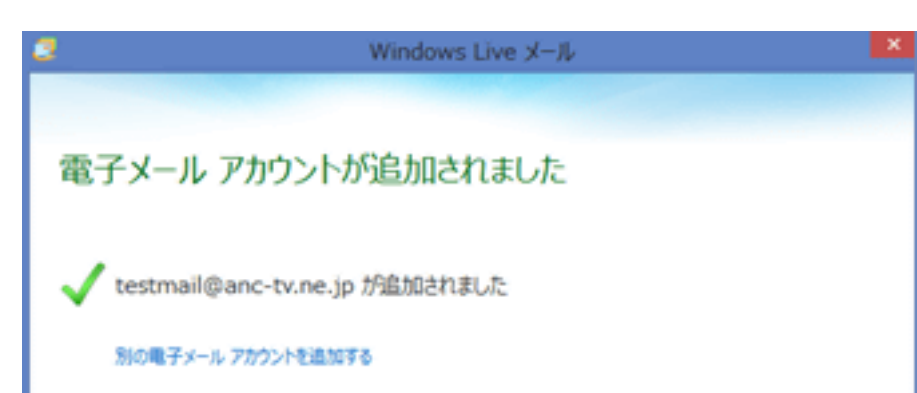 Windows Live メール
電子メール アカウントが追加されました
testmail@anc-tv.ne.jp が追加されました
別の電子メール アカウントを追加する